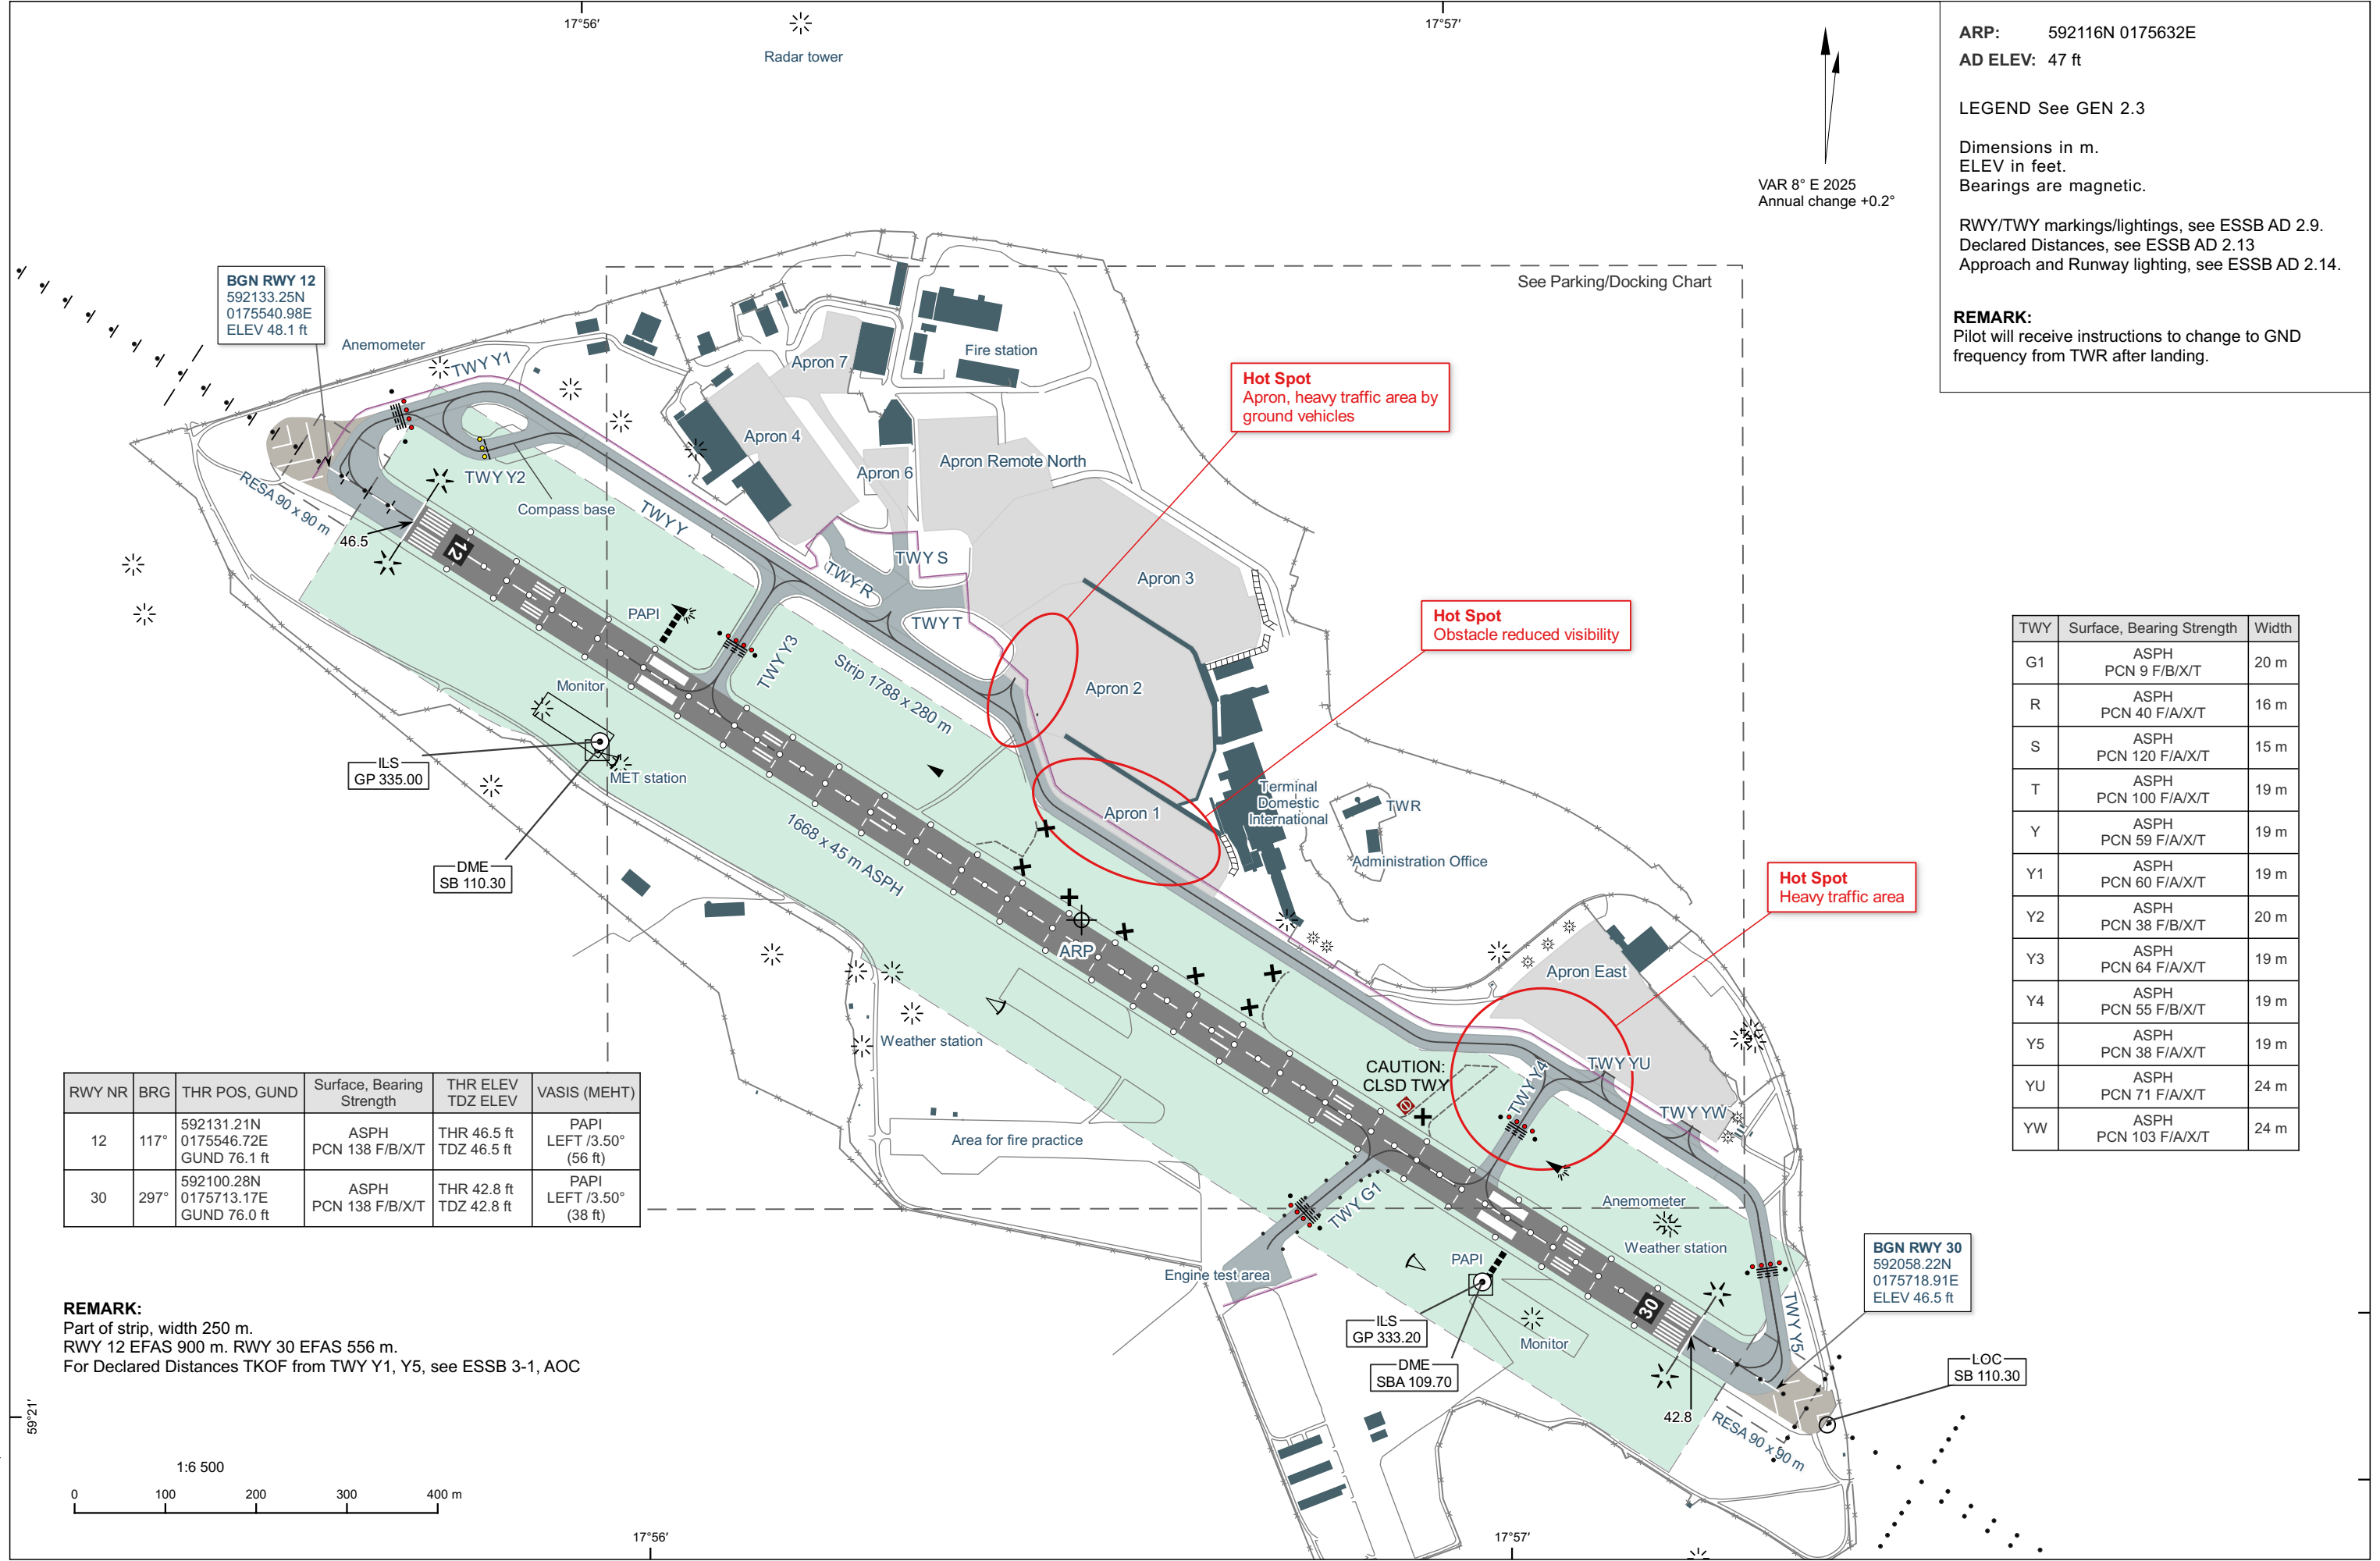 17°56′
17°57′
Radar tower
ARP: 592116N 0175632E
AD ELEV: 47 ft
LEGEND See GEN 2.3
Dimensions in m.
ELEV in feet.
Bearings are magnetic.
RWY/TWY markings/lightings, see ESSB AD 2.9.
Declared Distances, see ESSB AD 2.13
Approach and Runway lighting, see ESSB AD 2.14.
REMARK:
Pilot will receive instructions to change to GND
frequency from TWR after landing.
VAR 8° E 2025
Annual change +0.2°
See Parking/Docking Chart
BGN RWY 12
592133.25N
0175540.98E
ELEV 48.1 ft
Anemometer
TWY Y1
Apron 7
Fire station
Hot Spot
Apron, heavy traffic area by
ground vehicles
Apron 4
Apron 6
Apron Remote North
TWY Y2
RESA 90 x 90 m
Compass base
TWY Y
46.5
12
TWY S
TWY R
Apron 3
PAPI
TWY T
Hot Spot
Obstacle reduced visibility
TWY Y3
Strip 1788 x 280 m
Monitor
Apron 2
ILS
GP 335.00
MET station
Terminal
Domestic
International
TWR
Apron 1
1668 x 45 m ASPH
Administration Office
DME
SB 110.30
Hot Spot
Heavy traffic area
ARP
Apron East
Weather station
CAUTION:
CLSD TWY
TWY Y4
TWY YU
TWY YW
Area for fire practice
TWY G1
Anemometer
Weather station
PAPI
Engine test area
BGN RWY 30
592058.22N
0175718.91E
ELEV 46.5 ft
30
TWY Y5
ILS
GP 333.20
Monitor
DME
SBA 109.70
LOC
SB 110.30
42.8
RESA 90 x 90 m
TWY Surface, Bearing Strength Width
G1 ASPH PCN 9 F/B/X/T 20 m
R ASPH PCN 40 F/A/X/T 16 m
S ASPH PCN 120 F/A/X/T 15 m
T ASPH PCN 100 F/A/X/T 19 m
Y ASPH PCN 59 F/A/X/T 19 m
Y1 ASPH PCN 60 F/A/X/T 19 m
Y2 ASPH PCN 38 F/B/X/T 20 m
Y3 ASPH PCN 64 F/A/X/T 19 m
Y4 ASPH PCN 55 F/B/X/T 19 m
Y5 ASPH PCN 38 F/A/X/T 19 m
YU ASPH PCN 71 F/A/X/T 24 m
YW ASPH PCN 103 F/A/X/T 24 m
RWY NR BRG THR POS, GUND Surface, Bearing Strength THR ELEV TDZ ELEV VASIS (MEHT)
12 117° 592131.21N 0175546.72E GUND 76.1 ft ASPH PCN 138 F/B/X/T THR 46.5 ft TDZ 46.5 ft PAPI LEFT /3.50° (56 ft)
30 297° 592100.28N 0175713.17E GUND 76.0 ft ASPH PCN 138 F/B/X/T THR 42.8 ft TDZ 42.8 ft PAPI LEFT /3.50° (38 ft)
REMARK:
Part of strip, width 250 m.
RWY 12 EFAS 900 m. RWY 30 EFAS 556 m.
For Declared Distances TKOF from TWY Y1, Y5, see ESSB 3-1, AOC
59°21′
1:6 500
0 100 200 300 400 m
17°56′
17°57′